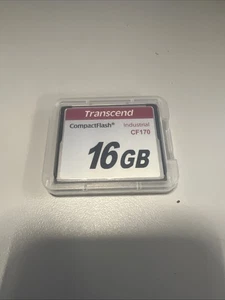 Transcend
CompactFlash® Industrial
CF170
16GB